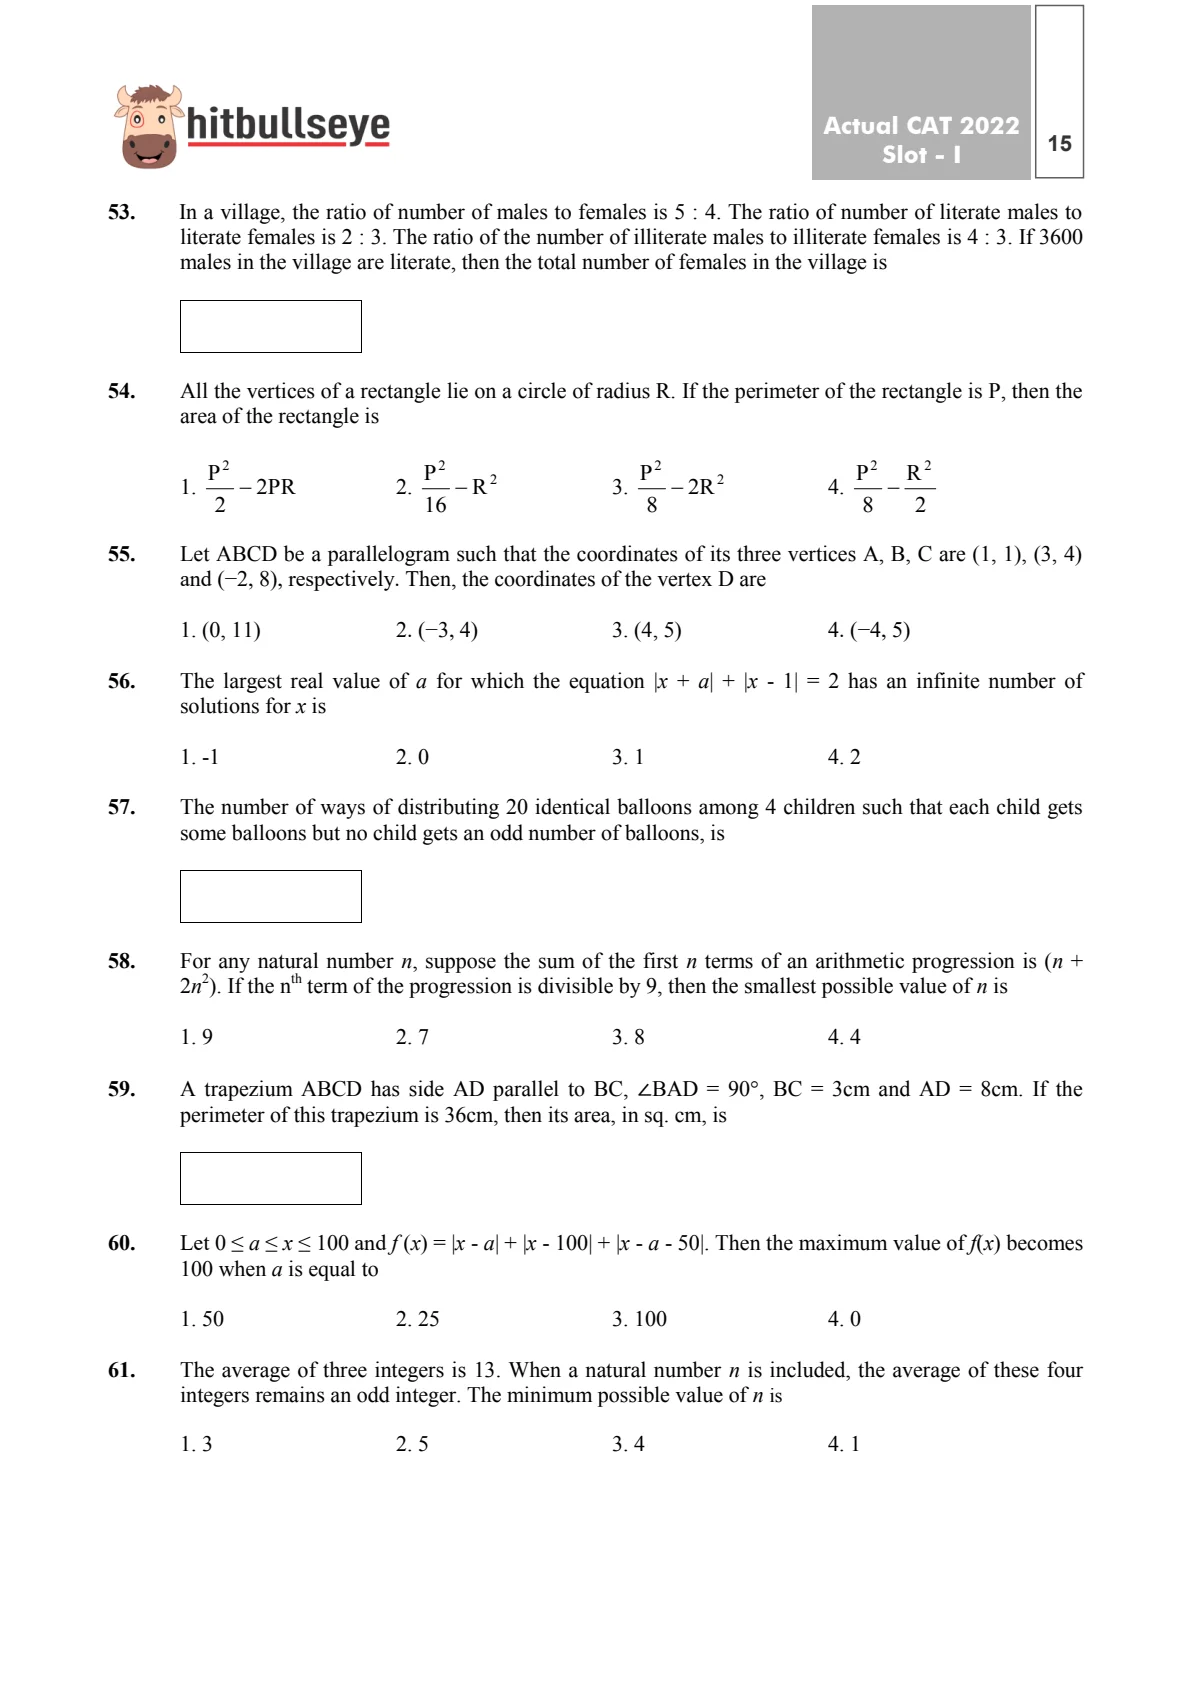 hitbullseye
Actual CAT 2022
Slot - I
15
53. In a village, the ratio of number of males to females is 5 : 4. The ratio of number of literate males to
literate females is 2 : 3. The ratio of the number of illiterate males to illiterate females is 4 : 3. If 3600
males in the village are literate, then the total number of females in the village is
54. All the vertices of a rectangle lie on a circle of radius R. If the perimeter of the rectangle is P, then the
area of the rectangle is
1. P²/2 − 2PR 2. P²/16 − R² 3. P²/8 − 2R² 4. P²/8 − R²/2
55. Let ABCD be a parallelogram such that the coordinates of its three vertices A, B, C are (1, 1), (3, 4)
and (−2, 8), respectively. Then, the coordinates of the vertex D are
1. (0, 11) 2. (−3, 4) 3. (4, 5) 4. (−4, 5)
56. The largest real value of a for which the equation |x + a| + |x - 1| = 2 has an infinite number of
solutions for x is
1. -1 2. 0 3. 1 4. 2
57. The number of ways of distributing 20 identical balloons among 4 children such that each child gets
some balloons but no child gets an odd number of balloons, is
58. For any natural number n, suppose the sum of the first n terms of an arithmetic progression is (n +
2n²). If the nth term of the progression is divisible by 9, then the smallest possible value of n is
1. 9 2. 7 3. 8 4. 4
59. A trapezium ABCD has side AD parallel to BC, ∠BAD = 90°, BC = 3cm and AD = 8cm. If the
perimeter of this trapezium is 36cm, then its area, in sq. cm, is
60. Let 0 ≤ a ≤ x ≤ 100 and f (x) = |x - a| + |x - 100| + |x - a - 50|. Then the maximum value of f(x) becomes
100 when a is equal to
1. 50 2. 25 3. 100 4. 0
61. The average of three integers is 13. When a natural number n is included, the average of these four
integers remains an odd integer. The minimum possible value of n is
1. 3 2. 5 3. 4 4. 1